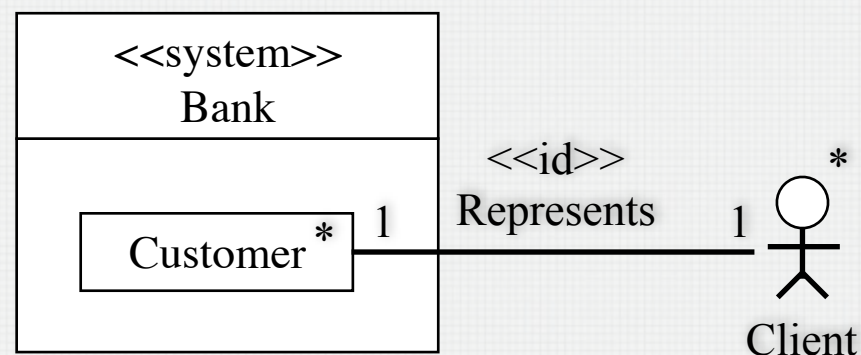 <<system>>
Bank
<<id>>
Represents
*
1
1
Customer *
Client